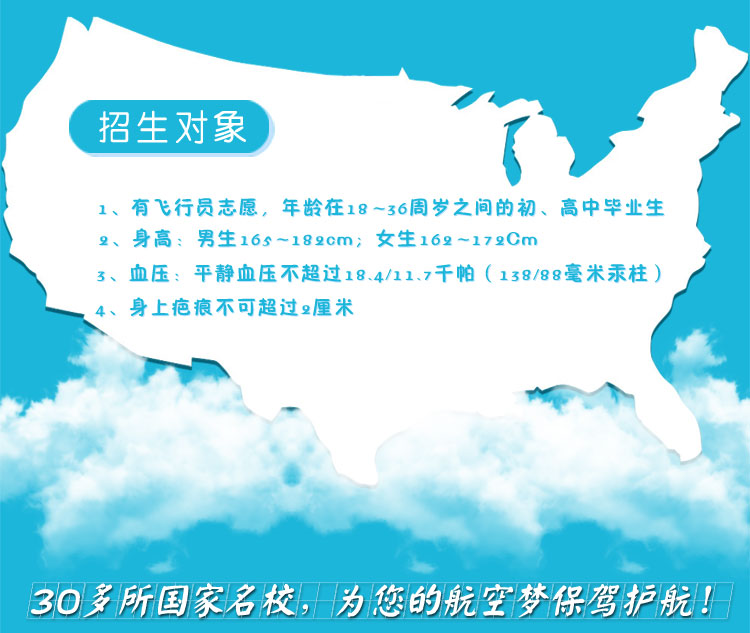 招生对象
1、有飞行员志愿，年龄在18~36周岁之间的初、高中毕业生
2、身高：男生165~182cm；女生162~172Cm
3、血压：平静血压不超过18.4/11.7千帕（138/88毫米汞柱）
4、身上疤痕不可超过2厘米
30多所国家名校，为您的航空梦保驾护航！